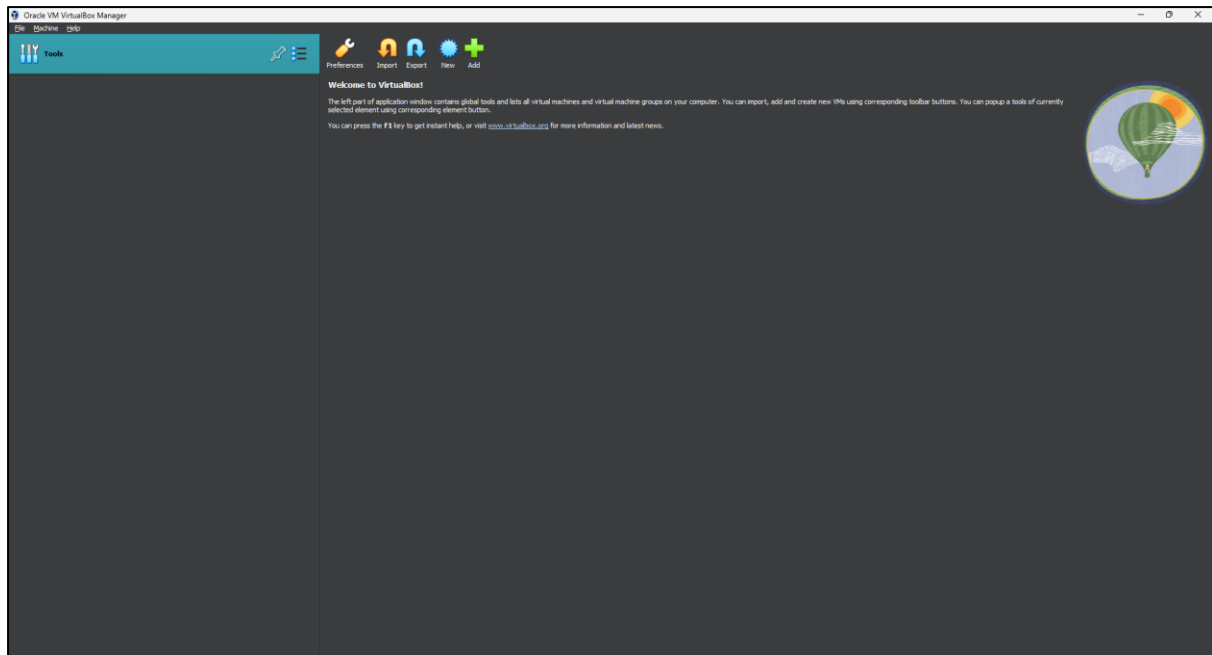 Oracle VM VirtualBox Manager
File Machine Help
Tools
Preferences Import Export New Add
Welcome to VirtualBox!
The left part of application window contains global tools and lists all virtual machines and virtual machine groups on your computer. You can import, add and create new VMs using corresponding toolbar buttons. You can popup a tools of currently
selected element using corresponding element button.
You can press the F1 key to get instant help, or visit www.virtualbox.org for more information and latest news.